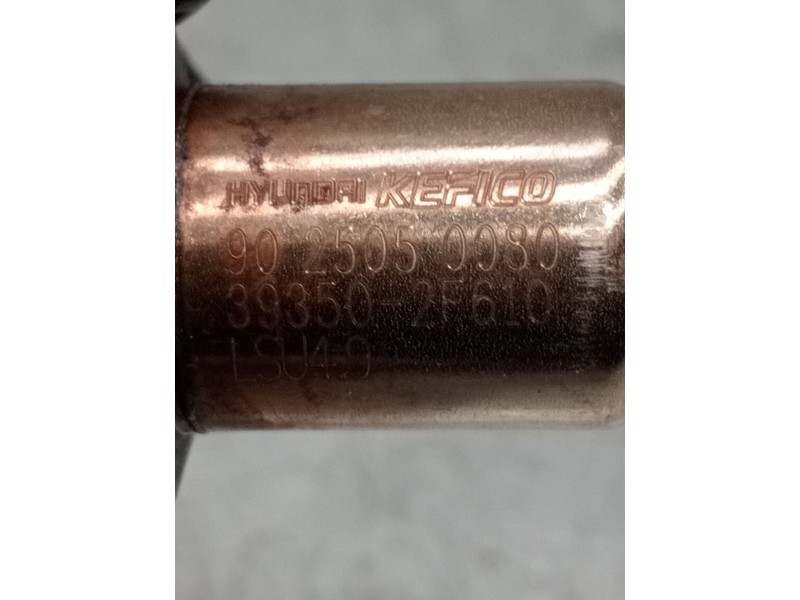 HYUNDAI KEFICO
90 2505 0080
39350-2F610
LSU4.9